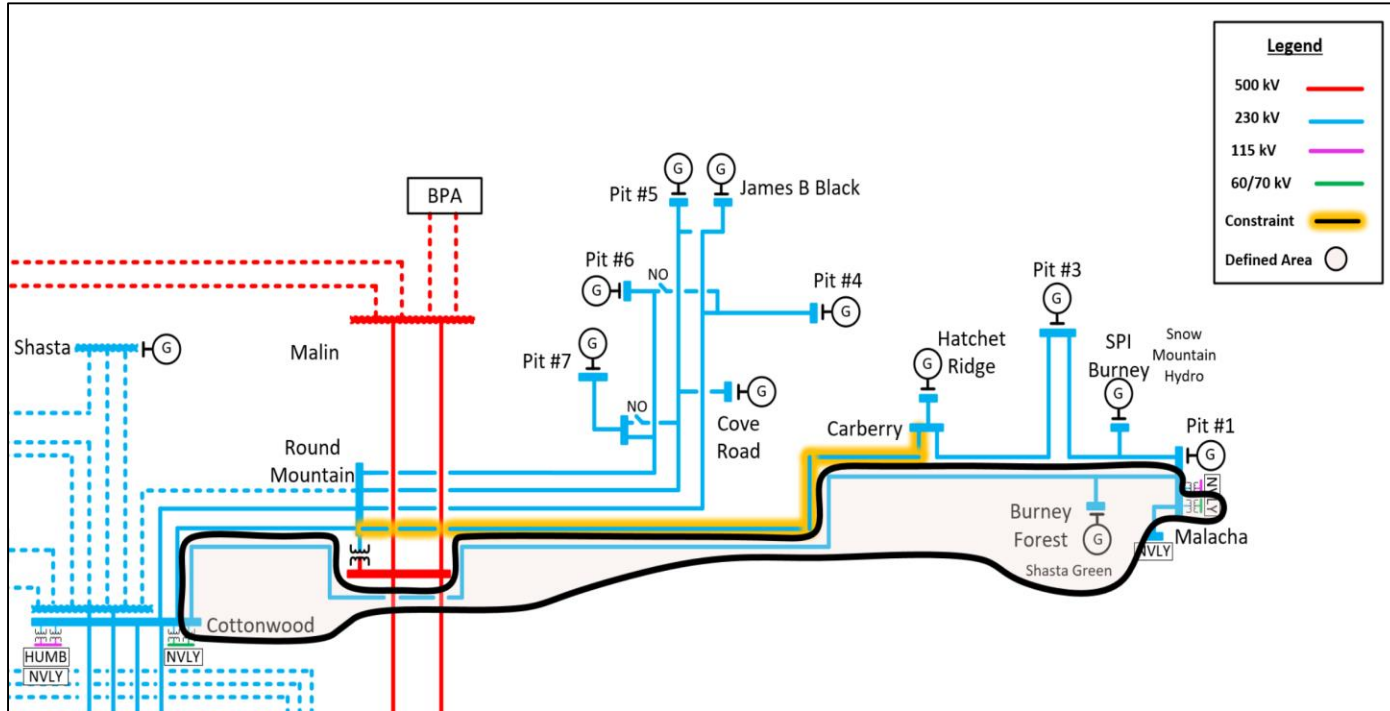 Legend
500 kV
230 kV
115 kV
60/70 kV
Constraint
Defined Area
BPA
G
James B Black
Pit #5
G
Pit #6
NO
G
Pit #4
G
Pit #3
G
Shasta
G
Malin
G
Pit #7
Hatchet
Ridge
G
SPI
Burney
G
Snow
Mountain
Hydro
NO
G
Cove
Road
Carberry
Pit #1
G
Round
Mountain
NVLY
NVLY
Burney
Forest
G
Shasta Green
Malacha
NVLY
Cottonwood
HUMB
NVLY
NVLY